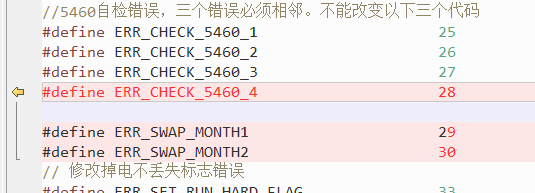 //5460自检错误，三个错误必须相邻。不能改变以下三个代码
#define ERR_CHECK_5460_1 25
#define ERR_CHECK_5460_2 26
#define ERR_CHECK_5460_3 27
#define ERR_CHECK_5460_4 28
#define ERR_SWAP_MONTH1 29
#define ERR_SWAP_MONTH2 30
// 修改掉电不丢失标志错误
#define ERR_SET_RUN_HARD_FLAG 33